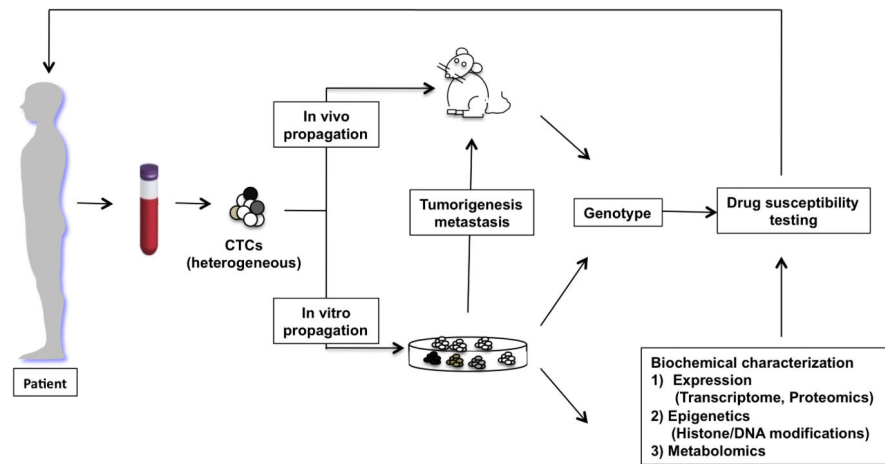 In vivo
propagation
Tumorigenesis
metastasis
Genotype
Drug susceptibility
testing
CTCs
(heterogeneous)
In vitro
propagation
Patient
Biochemical characterization
1) Expression
(Transcriptome, Proteomics)
2) Epigenetics
(Histone/DNA modifications)
3) Metabolomics